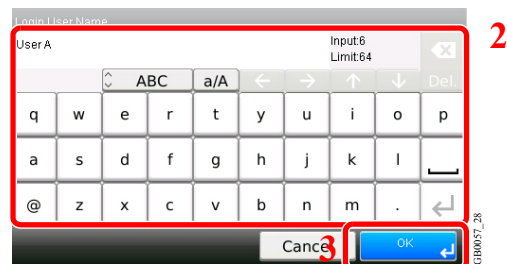 Login User Name
User A
Input:6
Limit:64
2
ABC a/A Del.
q w e r t y u i o p
a s d f g h j k l
@ z x c v b n m .
3 Cancel OK
GB0057_28